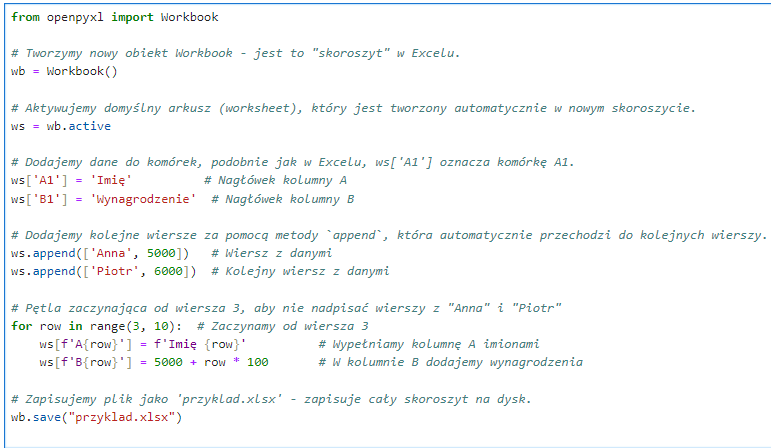 from openpyxl import Workbook
# Tworzymy nowy obiekt Workbook - jest to "skoroszyt" w Excelu.
wb = Workbook()
# Aktywujemy domyślny arkusz (worksheet), który jest tworzony automatycznie w nowym skoroszycie.
ws = wb.active
# Dodajemy dane do komórek, podobnie jak w Excelu, ws['A1'] oznacza komórkę A1.
ws['A1'] = 'Imię'          # Nagłówek kolumny A
ws['B1'] = 'Wynagrodzenie'  # Nagłówek kolumny B
# Dodajemy kolejne wiersze za pomocą metody `append`, która automatycznie przechodzi do kolejnych wierszy.
ws.append(['Anna', 5000])   # Wiersz z danymi
ws.append(['Piotr', 6000])  # Kolejny wiersz z danymi
# Pętla zaczynająca od wiersza 3, aby nie nadpisać wierszy z "Anna" i "Piotr"
for row in range(3, 10):  # Zaczynamy od wiersza 3
    ws[f'A{row}'] = f'Imię {row}'          # Wypełniamy kolumnę A imionami
    ws[f'B{row}'] = 5000 + row * 100       # W kolumnie B dodajemy wynagrodzenia
# Zapisujemy plik jako 'przyklad.xlsx' - zapisuje cały skoroszyt na dysk.
wb.save("przyklad.xlsx")